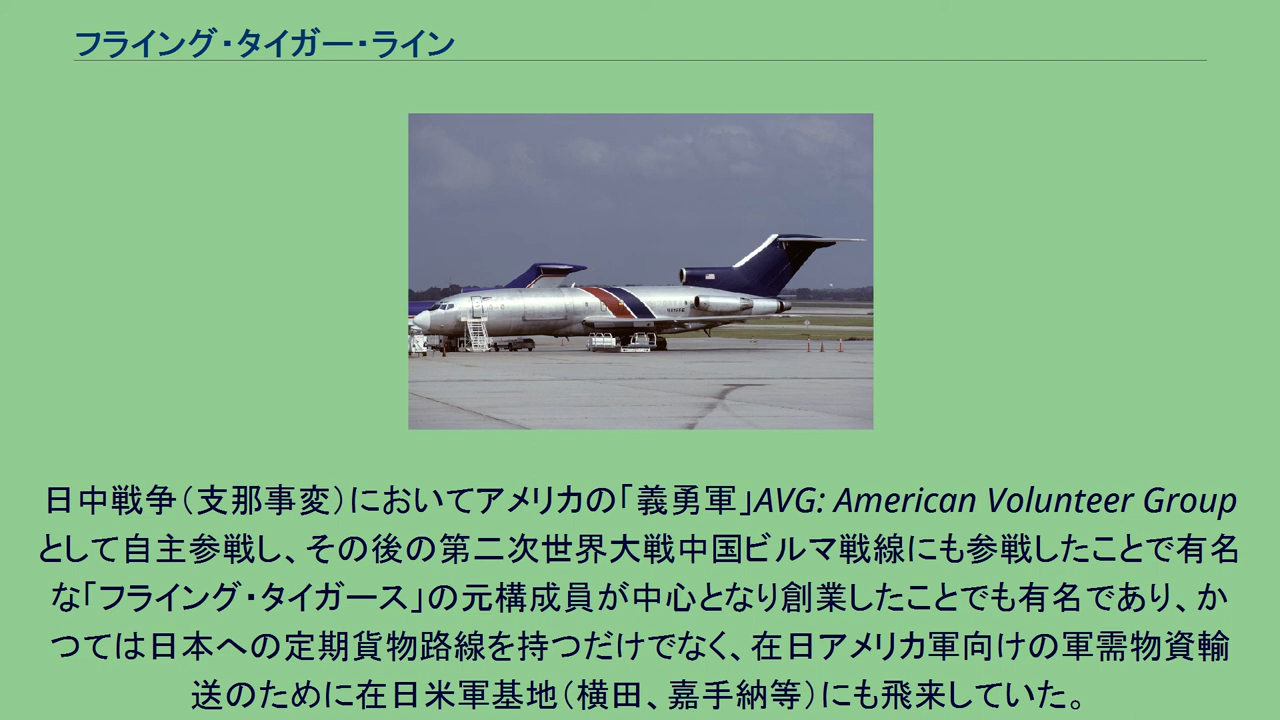 フライング・タイガー・ライン
日中戦争（支那事変）においてアメリカの「義勇軍」AVG: American Volunteer Group
として自主参戦し、その後の第二次世界大戦中国ビルマ戦線にも参戦したことで有名
な「フライング・タイガース」の元構成員が中心となり創業したことでも有名であり、か
つては日本への定期貨物路線を持つだけでなく、在日アメリカ軍向けの軍需物資輸
送のために在日米軍基地（横田、嘉手納等）にも飛来していた。